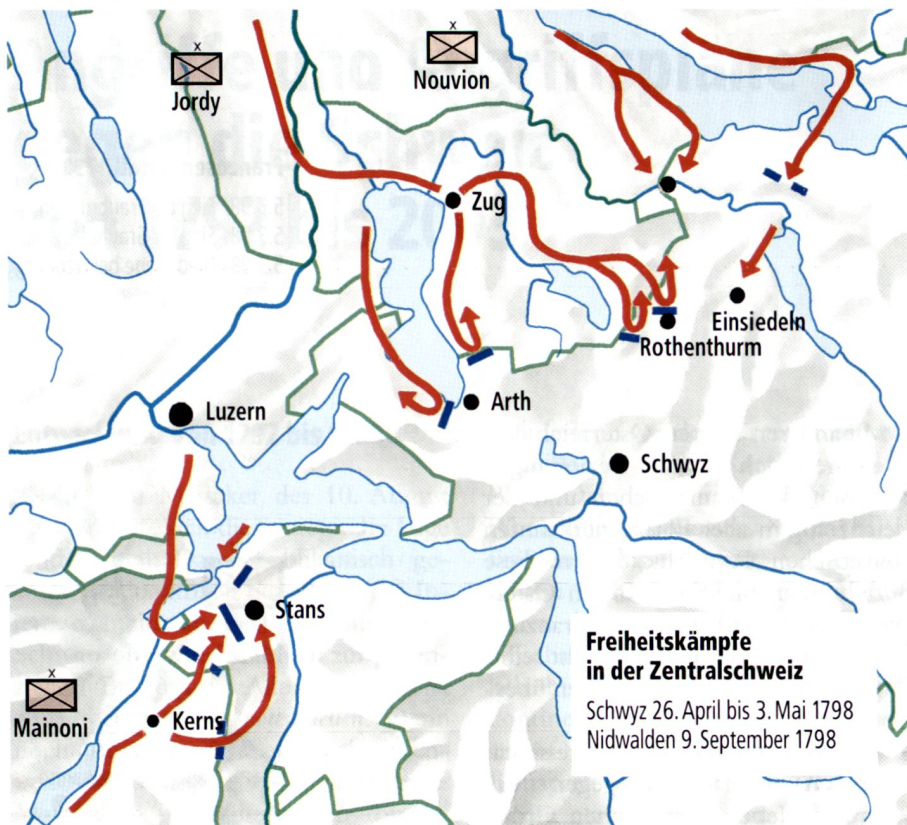 x
Jordy
x
Nouvion
Zug
Einsiedeln
Rothenthurm
Arth
Luzern
Schwyz
Stans
x
Mainoni
Kerns
Freiheitskämpfe
in der Zentralschweiz
Schwyz 26. April bis 3. Mai 1798
Nidwalden 9. September 1798